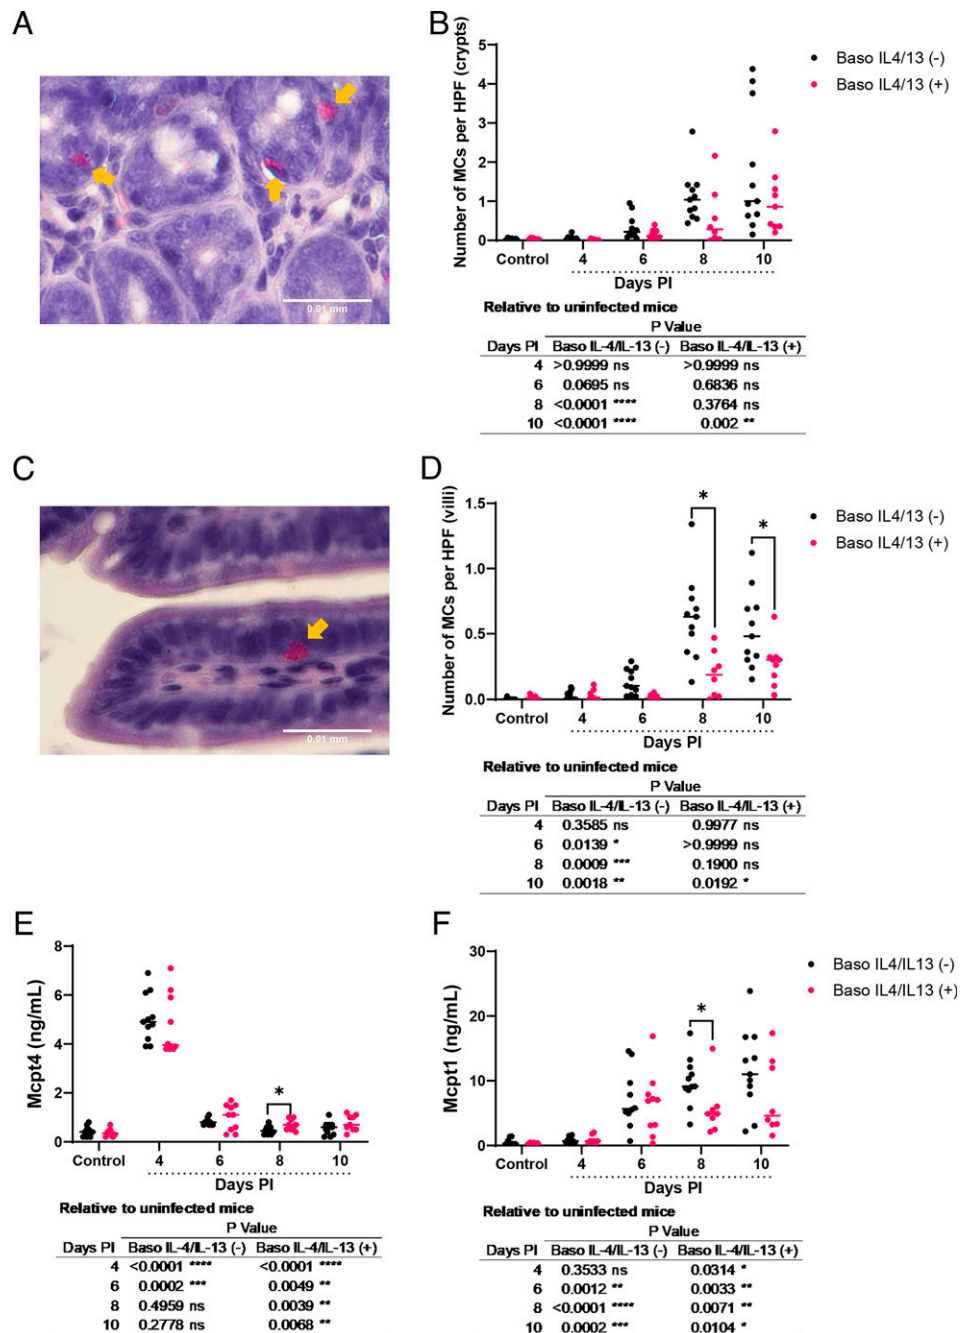 A
0.01 mm
B
Number of MCs per HPF (crypts)
5
4
3
2
1
0
Control 4 6 8 10
Days PI
Baso IL4/13 (-)
Baso IL4/13 (+)
Relative to uninfected mice
P Value
Days PI Baso IL-4/IL-13 (-) Baso IL-4/IL-13 (+)
4 >0.9999 ns >0.9999 ns
6 0.0695 ns 0.6836 ns
8 <0.0001 **** 0.3764 ns
10 <0.0001 **** 0.002 **
C
0.01 mm
D
Number of MCs per HPF (villi)
1.5
1.0
0.5
0.0
* *
Control 4 6 8 10
Days PI
Baso IL4/13 (-)
Baso IL4/13 (+)
Relative to uninfected mice
P Value
Days PI Baso IL-4/IL-13 (-) Baso IL-4/IL-13 (+)
4 0.3585 ns 0.9977 ns
6 0.0139 * >0.9999 ns
8 0.0009 *** 0.1900 ns
10 0.0018 ** 0.0192 *
E
Mcpt4 (ng/mL)
8
6
4
2
0
*
Control 4 6 8 10
Days PI
Relative to uninfected mice
P Value
Days PI Baso IL-4/IL-13 (-) Baso IL-4/IL-13 (+)
4 <0.0001 **** <0.0001 ****
6 0.0002 *** 0.0049 **
8 0.4959 ns 0.0039 **
10 0.2778 ns 0.0068 **
F
Mcpt1 (ng/mL)
30
20
10
0
*
Control 4 6 8 10
Days PI
Baso IL4/IL13 (-)
Baso IL4/IL13 (+)
Relative to uninfected mice
P Value
Days PI Baso IL-4/IL-13 (-) Baso IL-4/IL-13 (+)
4 0.3533 ns 0.0314 *
6 0.0012 ** 0.0033 **
8 <0.0001 **** 0.0071 **
10 0.0002 *** 0.0104 *